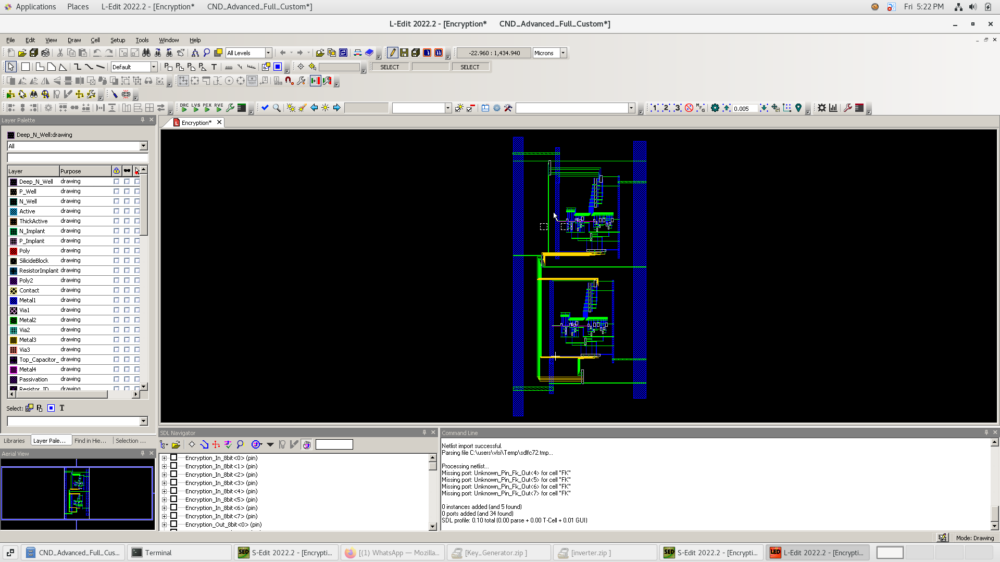 Applications Places L-Edit 2022.2 - [Encryption* CND_Advanced_Full_Custom*] Fri 5:22 PM
L-Edit 2022.2 - [Encryption* CND_Advanced_Full_Custom*]
File Edit View Draw Cell Setup Tools Window Help
All Levels -22.960 : 1,434.940 Microns
Default SELECT SELECT
DRC LVS PEX RVE 0.005
Layer Palette
Encryption*
Deep_N_Well:drawing
All
Layer Purpose
Deep_N_Well drawing
P_Well drawing
N_Well drawing
Active drawing
ThickActive drawing
N_Implant drawing
P_Implant drawing
Poly drawing
SilicideBlock drawing
ResistorImplant drawing
Poly2 drawing
Contact drawing
Metal1 drawing
Via1 drawing
Metal2 drawing
Via2 drawing
Metal3 drawing
Via3 drawing
Top_Capacitor_ drawing
Metal4 drawing
Passivation drawing
Resistor_ID drawing
Select:
Libraries Layer Pale... Find in Hie... Selection ...
Aerial View
SDL Navigator
Encryption_In_8bit<0> (pin)
Encryption_In_8bit<1> (pin)
Encryption_In_8bit<2> (pin)
Encryption_In_8bit<3> (pin)
Encryption_In_8bit<4> (pin)
Encryption_In_8bit<5> (pin)
Encryption_In_8bit<6> (pin)
Encryption_In_8bit<7> (pin)
Encryption_Out_8bit<0> (pin)
Command Line
Netlist import successful.
Parsing file C:\users\vlsi\Temp\sdlfc72.tmp...
Processing netlist...
Missing port: Unknown_Pin_Fk_Out<4> for cell "FK"
Missing port: Unknown_Pin_Fk_Out<5> for cell "FK"
Missing port: Unknown_Pin_Fk_Out<6> for cell "FK"
Missing port: Unknown_Pin_Fk_Out<7> for cell "FK"
0 instances added (and 5 found)
0 ports added (and 34 found)
SDL profile: 0.10 total (0.00 parse + 0.00 T-Cell + 0.01 GUI)
Mode: Drawing
CND_Advanced_Full_Cus... Terminal S-Edit 2022.2 - [Encrypti... [(1) WhatsApp — Mozilla... [Key_Generator.zip ] [inverter.zip ] S-Edit 2022.2 - [Encrypti... L-Edit 2022.2 - [Encrypti...